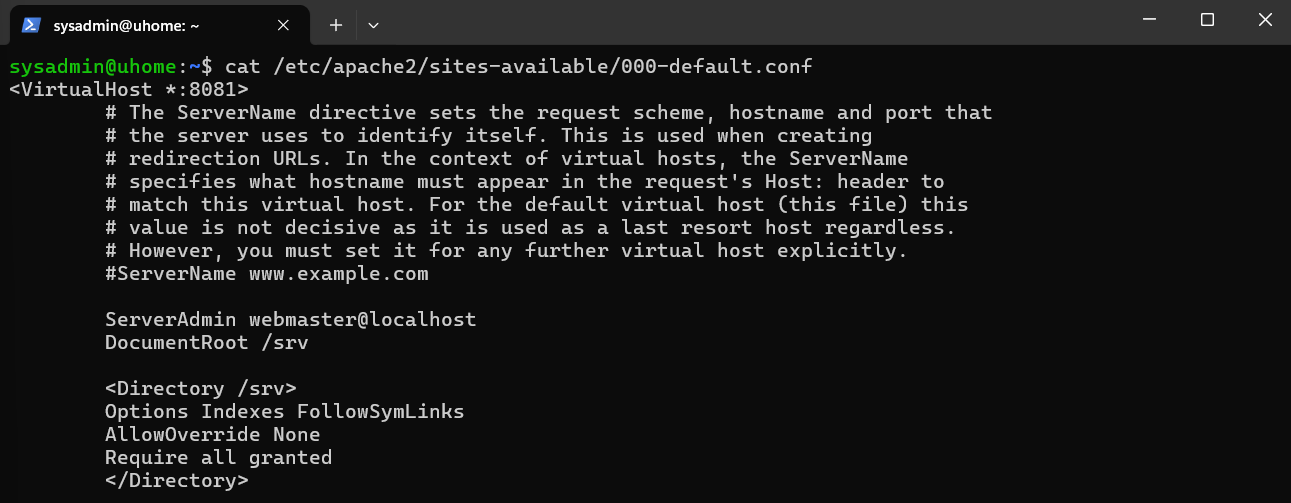 sysadmin@uhome: ~
sysadmin@uhome:~$ cat /etc/apache2/sites-available/000-default.conf
<VirtualHost *:8081>
        # The ServerName directive sets the request scheme, hostname and port that
        # the server uses to identify itself. This is used when creating
        # redirection URLs. In the context of virtual hosts, the ServerName
        # specifies what hostname must appear in the request's Host: header to
        # match this virtual host. For the default virtual host (this file) this
        # value is not decisive as it is used as a last resort host regardless.
        # However, you must set it for any further virtual host explicitly.
        #ServerName www.example.com

        ServerAdmin webmaster@localhost
        DocumentRoot /srv

        <Directory /srv>
        Options Indexes FollowSymLinks
        AllowOverride None
        Require all granted
        </Directory>